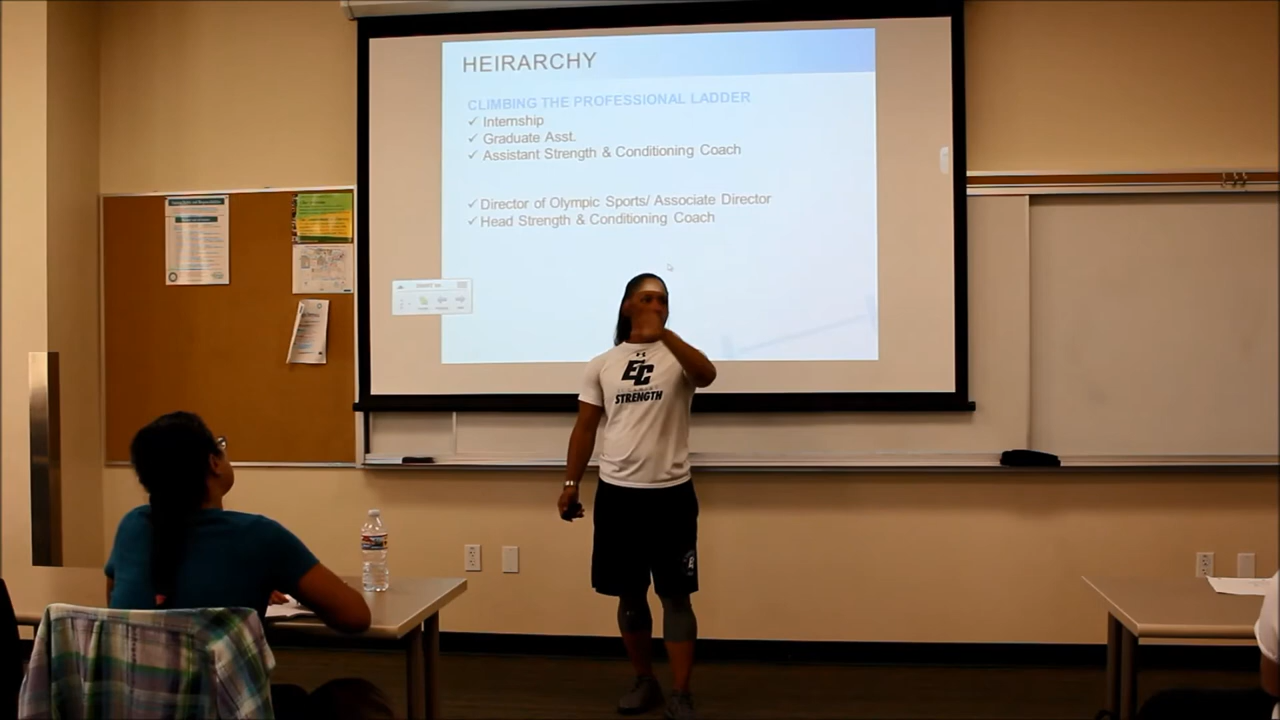 HEIRARCHY
CLIMBING THE PROFESSIONAL LADDER
✓ Internship
✓ Graduate Asst.
✓ Assistant Strength & Conditioning Coach
✓ Director of Olympic Sports/ Associate Director
✓ Head Strength & Conditioning Coach
EC
STRENGTH